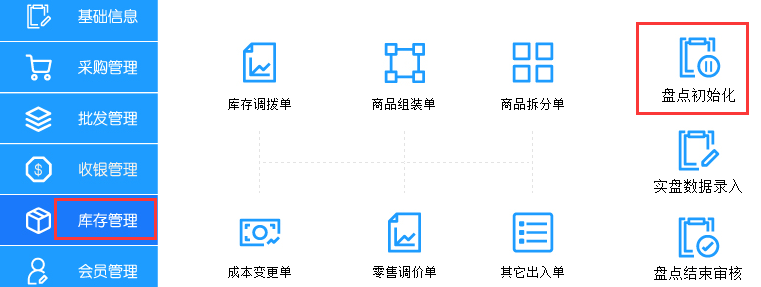 基础信息
采购管理
批发管理
收银管理
库存管理
会员管理
库存调拨单
商品组装单
商品拆分单
盘点初始化
实盘数据录入
成本变更单
零售调价单
其它出入单
盘点结束审核